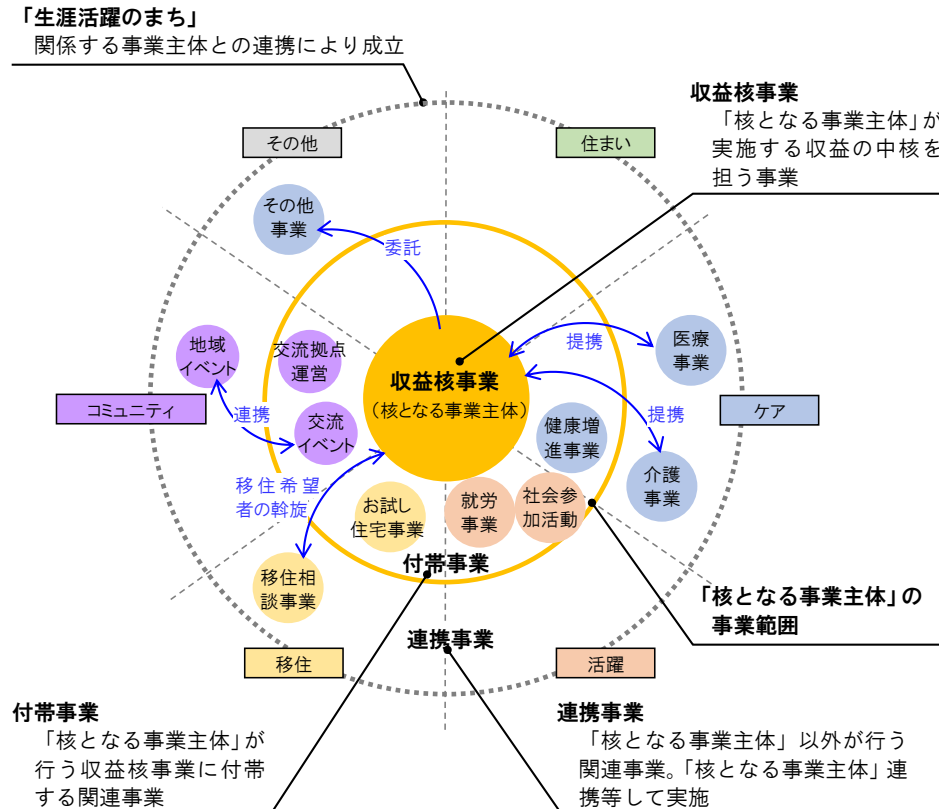 「生涯活躍のまち」
関係する事業主体との連携により成立
収益核事業
「核となる事業主体」が
実施する収益の中核を
担う事業
その他
住まい
その他
事業
委託
地域
イベント
交流拠点
運営
提携
医療
事業
収益核事業
（核となる事業主体）
コミュニティ
連携
交流
イベント
健康増
進事業
提携
ケア
介護
事業
移住希望
者の斡旋
お試し
住宅事業
就労
事業
社会参
加活動
付帯事業
移住相
談事業
「核となる事業主体」の
事業範囲
連携事業
移住
活躍
付帯事業
「核となる事業主体」が
行う収益核事業に付帯
する関連事業
連携事業
「核となる事業主体」以外が行う
関連事業。「核となる事業主体」連
携等して実施